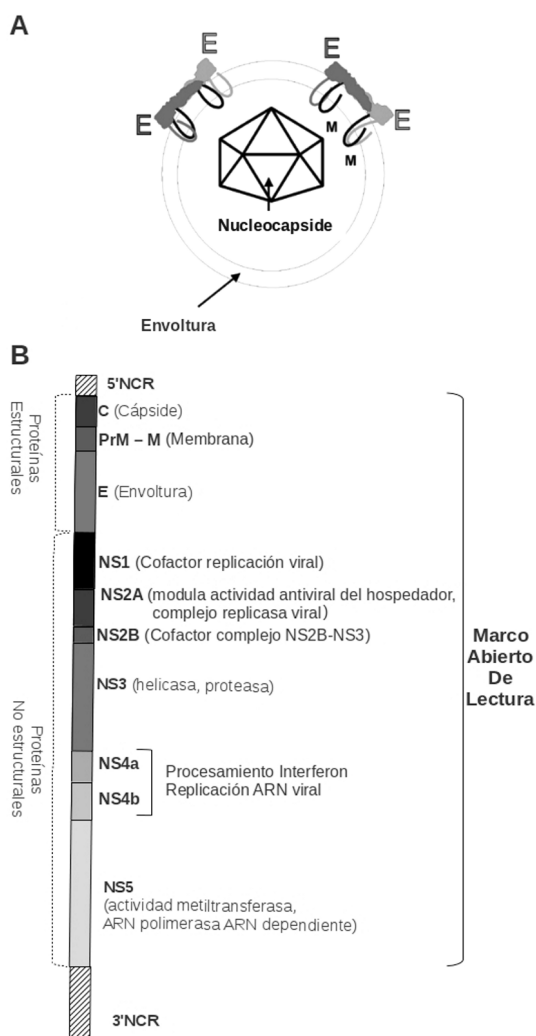 A
E
E
E
E
M
M
Nucleocapside
Envoltura
B
5'NCR
C (Cápside)
PrM – M (Membrana)
E (Envoltura)
Proteínas
Estructurales
NS1 (Cofactor replicación viral)
NS2A (modula actividad antiviral del hospedador,
complejo replicasa viral)
NS2B (Cofactor complejo NS2B-NS3)
NS3 (helicasa, proteasa)
Marco
Abierto
De
Lectura
Proteínas
No estructurales
NS4a
NS4b
Procesamiento Interferon
Replicación ARN viral
NS5
(actividad metiltransferasa,
ARN polimerasa ARN dependiente)
3'NCR